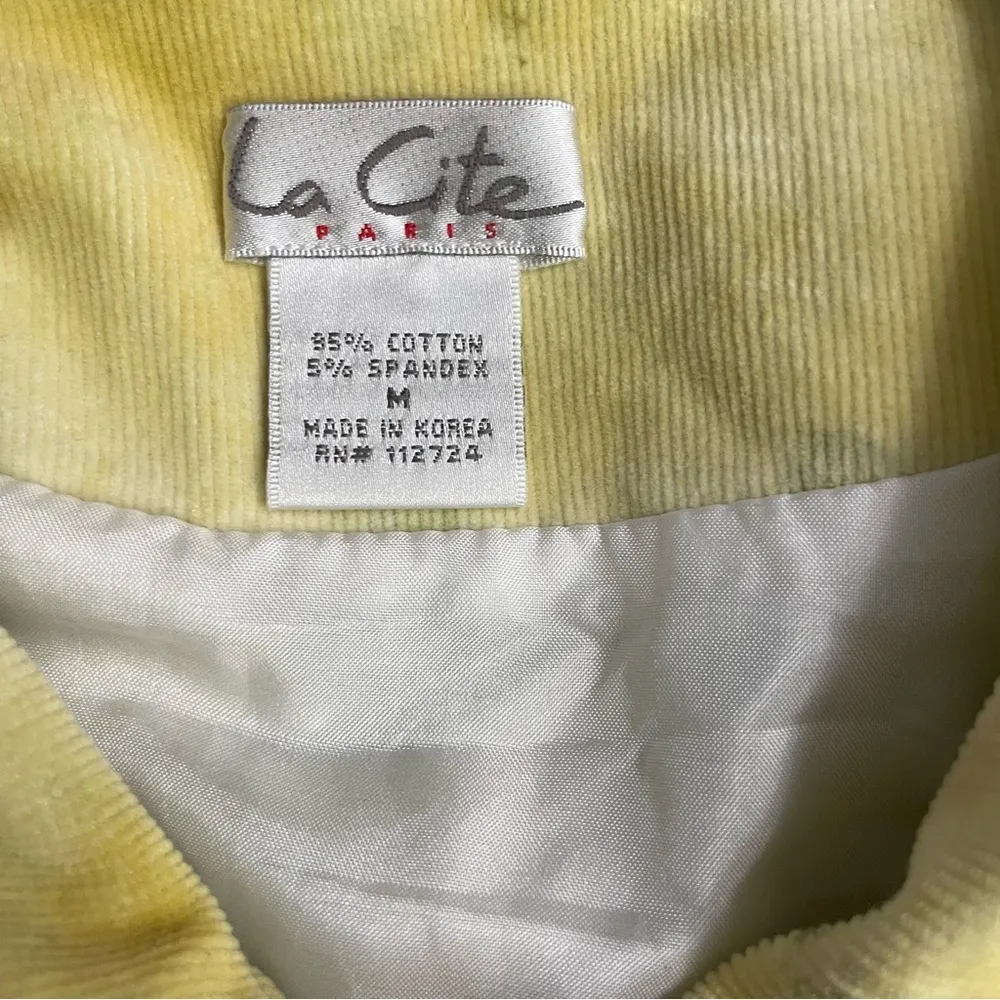 La Cite
PARIS
95% COTTON
5% SPANDEX
M
MADE IN KOREA
RN# 112724